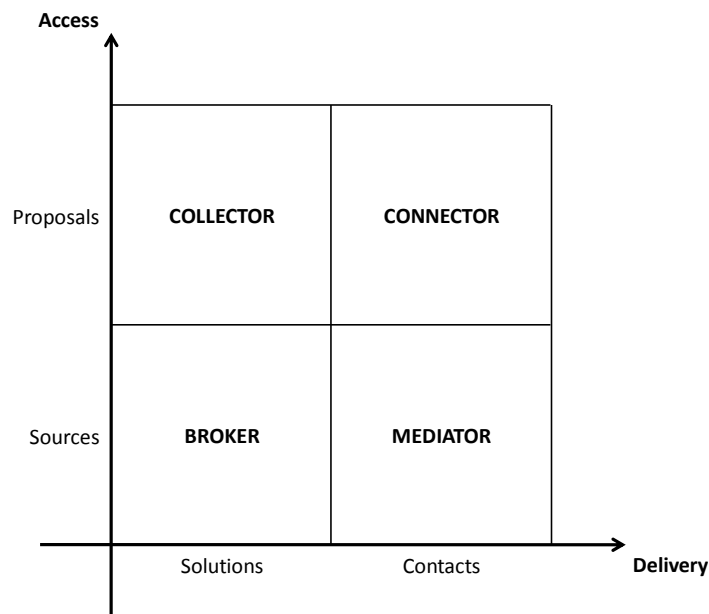 Access
Proposals
COLLECTOR
CONNECTOR
Sources
BROKER
MEDIATOR
Solutions
Contacts
Delivery